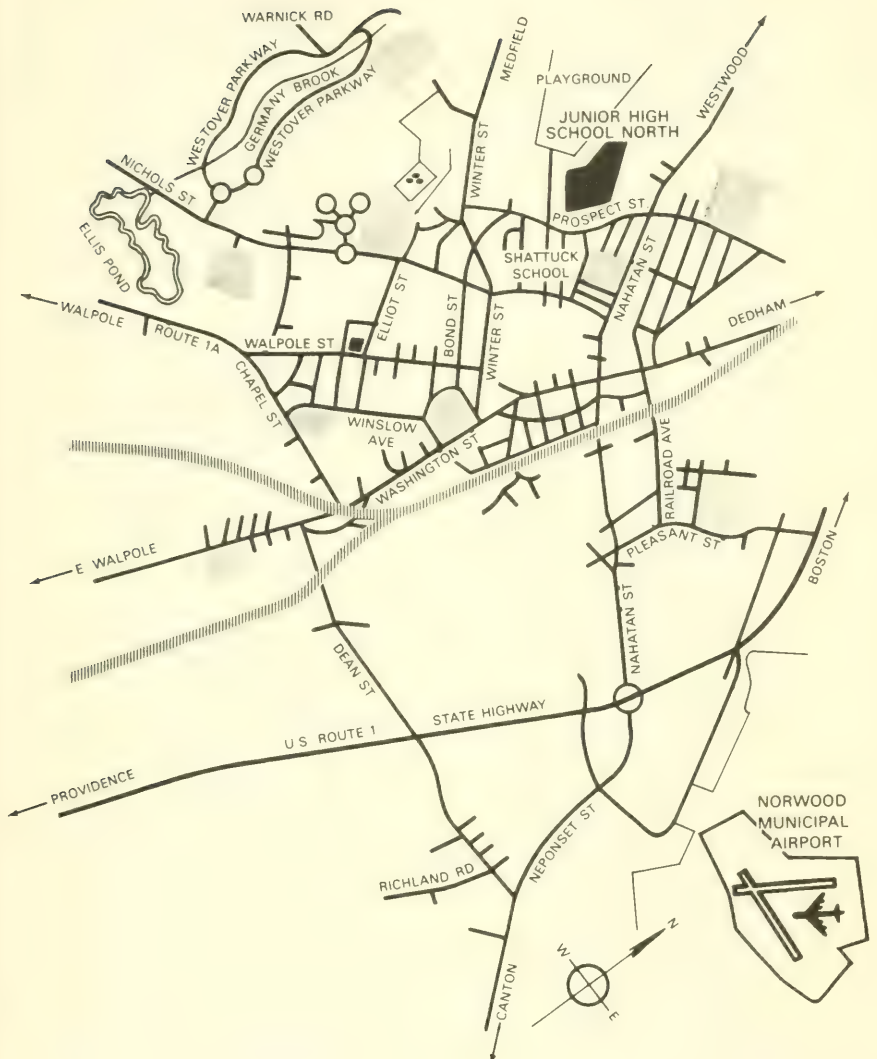 WARNICK RD
WESTOVER PARKWAY
GERMANY BROOK
WESTOVER PARKWAY
MEDFIELD
PLAYGROUND
WESTWOOD
JUNIOR HIGH
SCHOOL NORTH
NICHOLS ST
WINTER ST
PROSPECT ST.
ELLIS POND
SHATTUCK
SCHOOL
NAHATAN ST
WALPOLE
ROUTE 1A
WALPOLE ST
ELLIOT ST
BOND ST
WINTER ST
DEDHAM
CHAPEL ST
WINSLOW
AVE
WASHINGTON ST
RAILROAD AVE
E WALPOLE
PLEASANT ST
BOSTON
DEAN ST
NAHATAN ST
U S ROUTE 1
STATE HIGHWAY
PROVIDENCE
NORWOOD
MUNICIPAL
AIRPORT
NEPONSET ST
RICHLAND RD
N
W
E
CANTON